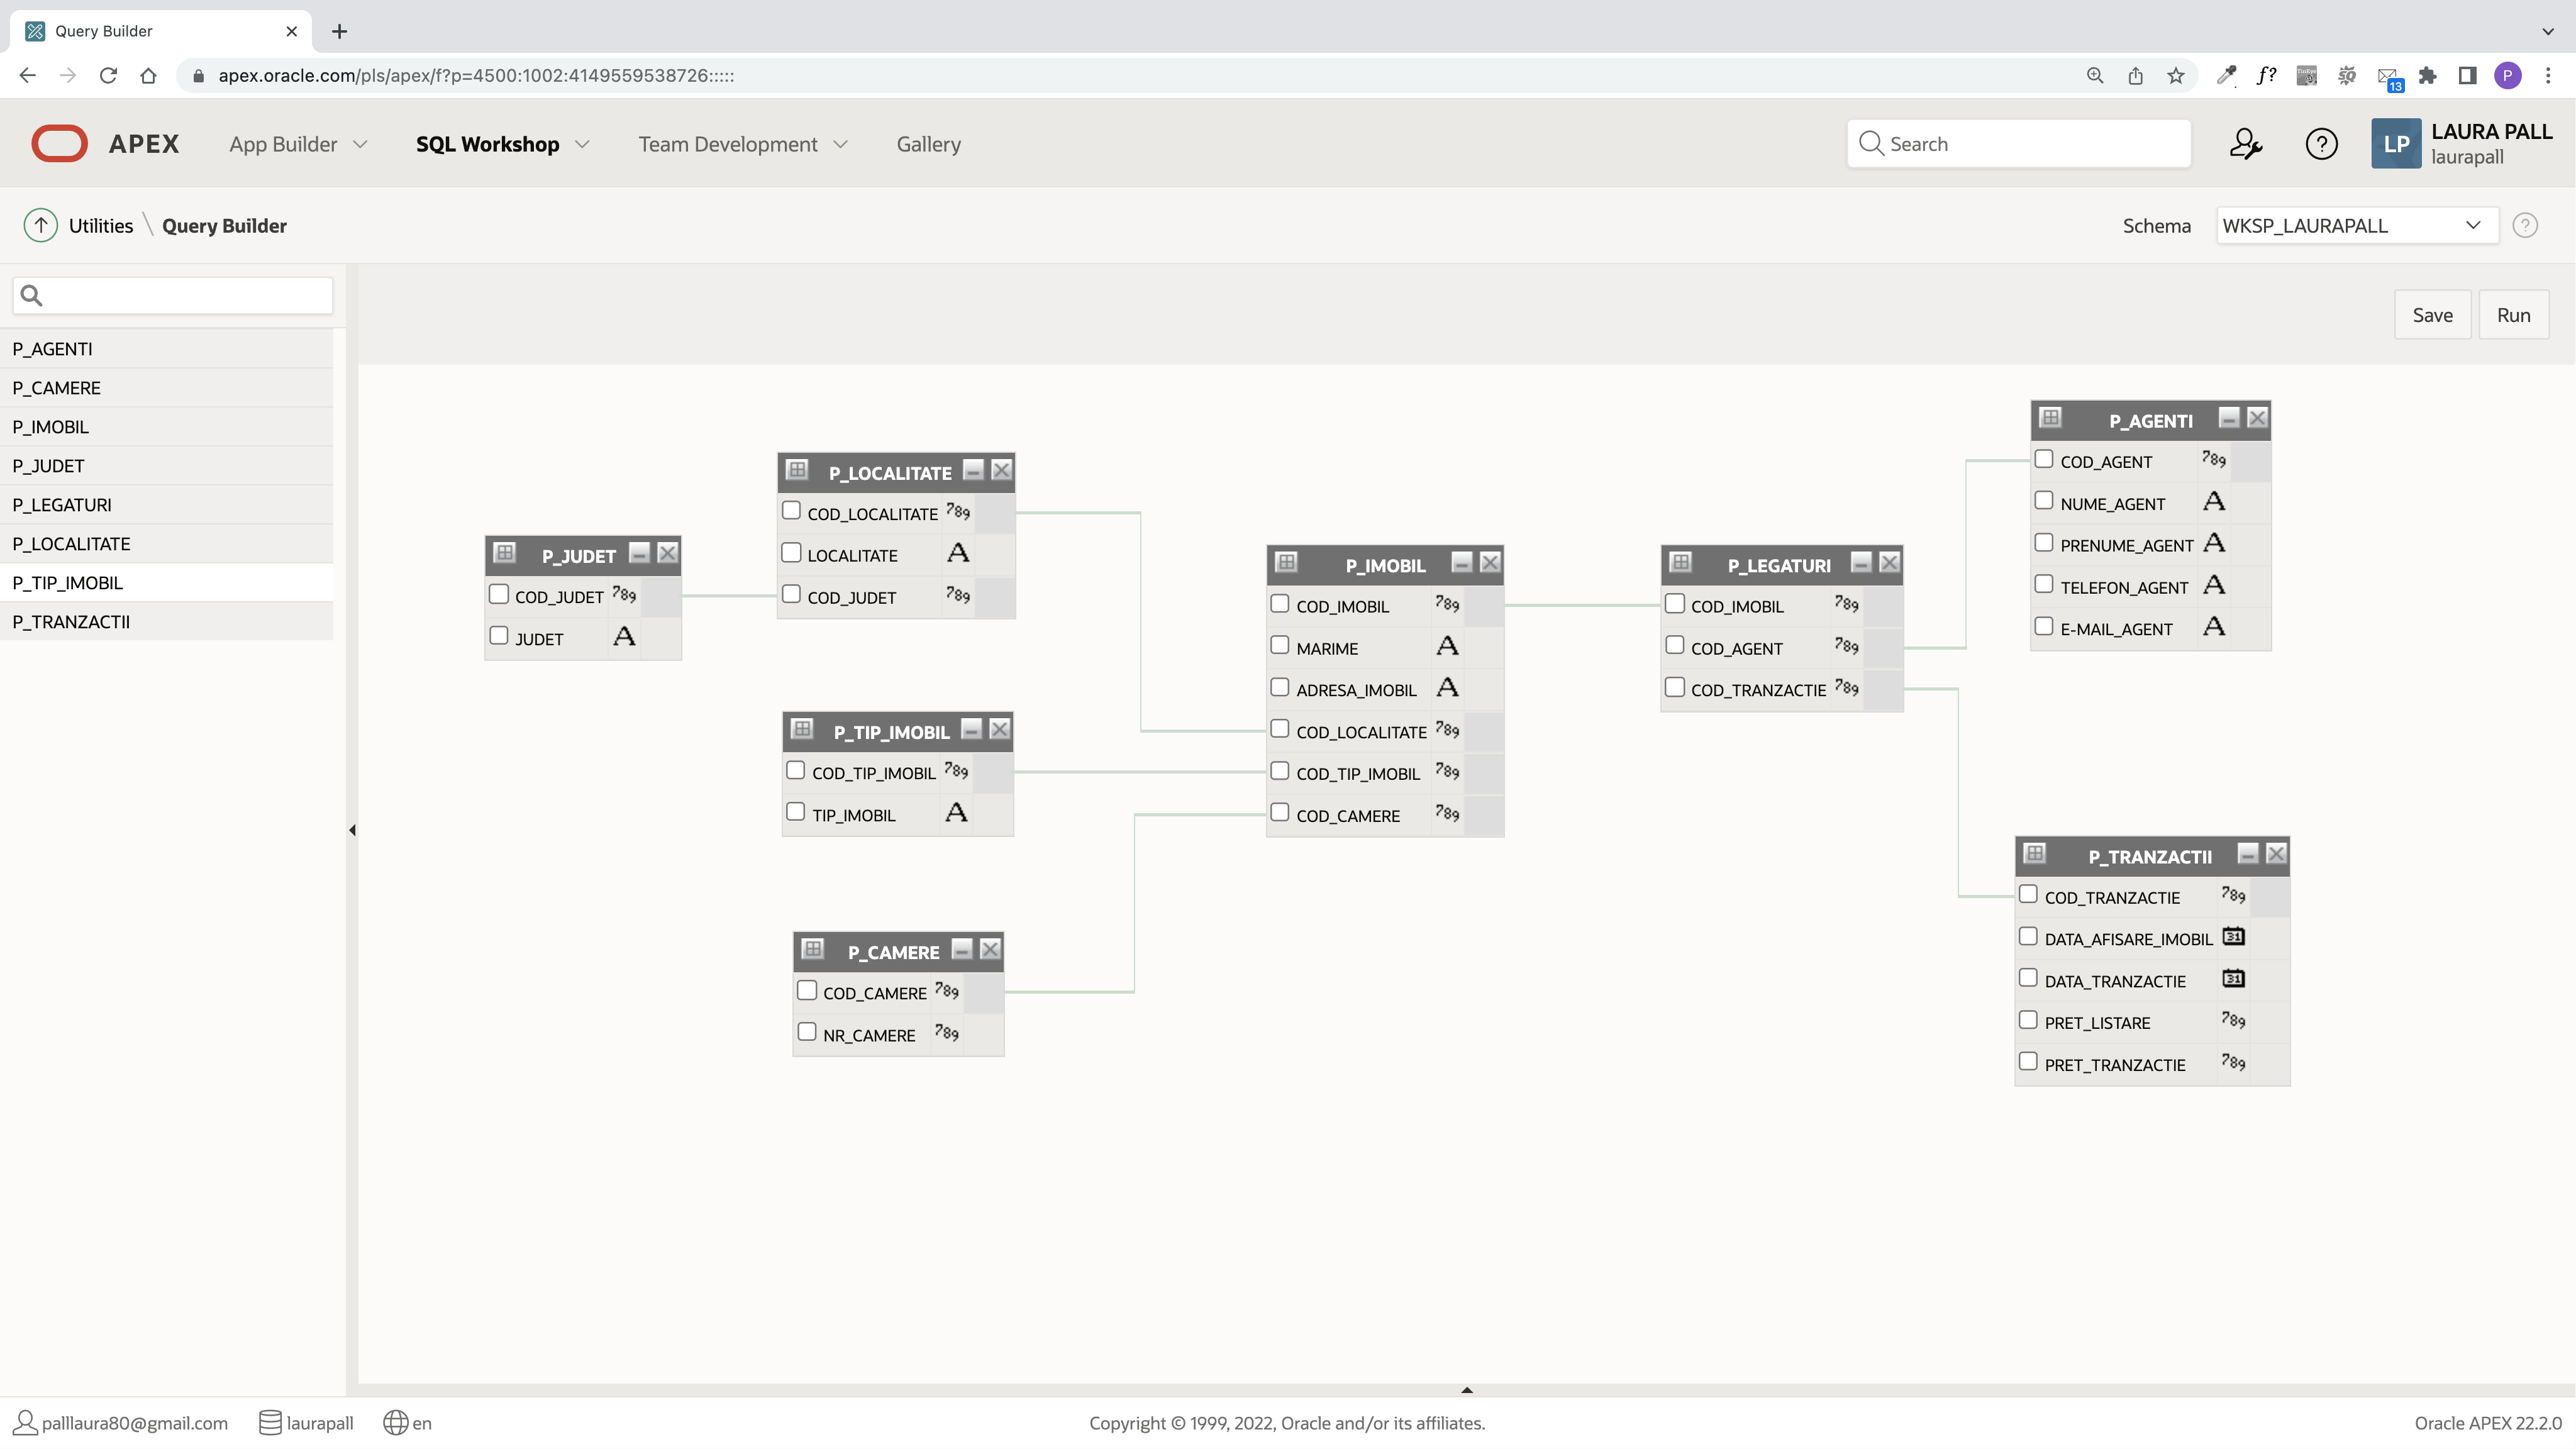 Query Builder
apex.oracle.com/pls/apex/f?p=4500:1002:4149559538726:::::
f?
13
P
APEX
App Builder
SQL Workshop
Team Development
Gallery
Search
LP
LAURA PALL
laurapall
Utilities \ Query Builder
Schema
WKSP_LAURAPALL
Save
Run
P_AGENTI
P_CAMERE
P_IMOBIL
P_JUDET
P_LEGATURI
P_LOCALITATE
P_TIP_IMOBIL
P_TRANZACTII
P_JUDET
COD_JUDET 789
JUDET A
P_LOCALITATE
COD_LOCALITATE 789
LOCALITATE A
COD_JUDET 789
P_TIP_IMOBIL
COD_TIP_IMOBIL 789
TIP_IMOBIL A
P_CAMERE
COD_CAMERE 789
NR_CAMERE 789
P_IMOBIL
COD_IMOBIL 789
MARIME A
ADRESA_IMOBIL A
COD_LOCALITATE 789
COD_TIP_IMOBIL 789
COD_CAMERE 789
P_LEGATURI
COD_IMOBIL 789
COD_AGENT 789
COD_TRANZACTIE 789
P_AGENTI
COD_AGENT 789
NUME_AGENT A
PRENUME_AGENT A
TELEFON_AGENT A
E-MAIL_AGENT A
P_TRANZACTII
COD_TRANZACTIE 789
DATA_AFISARE_IMOBIL 31
DATA_TRANZACTIE 31
PRET_LISTARE 789
PRET_TRANZACTIE 789
palllaura80@gmail.com
laurapall
en
Copyright © 1999, 2022, Oracle and/or its affiliates.
Oracle APEX 22.2.0